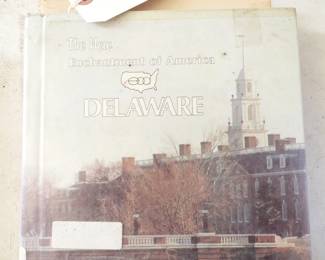 The New
Enchantment of America
DELAWARE